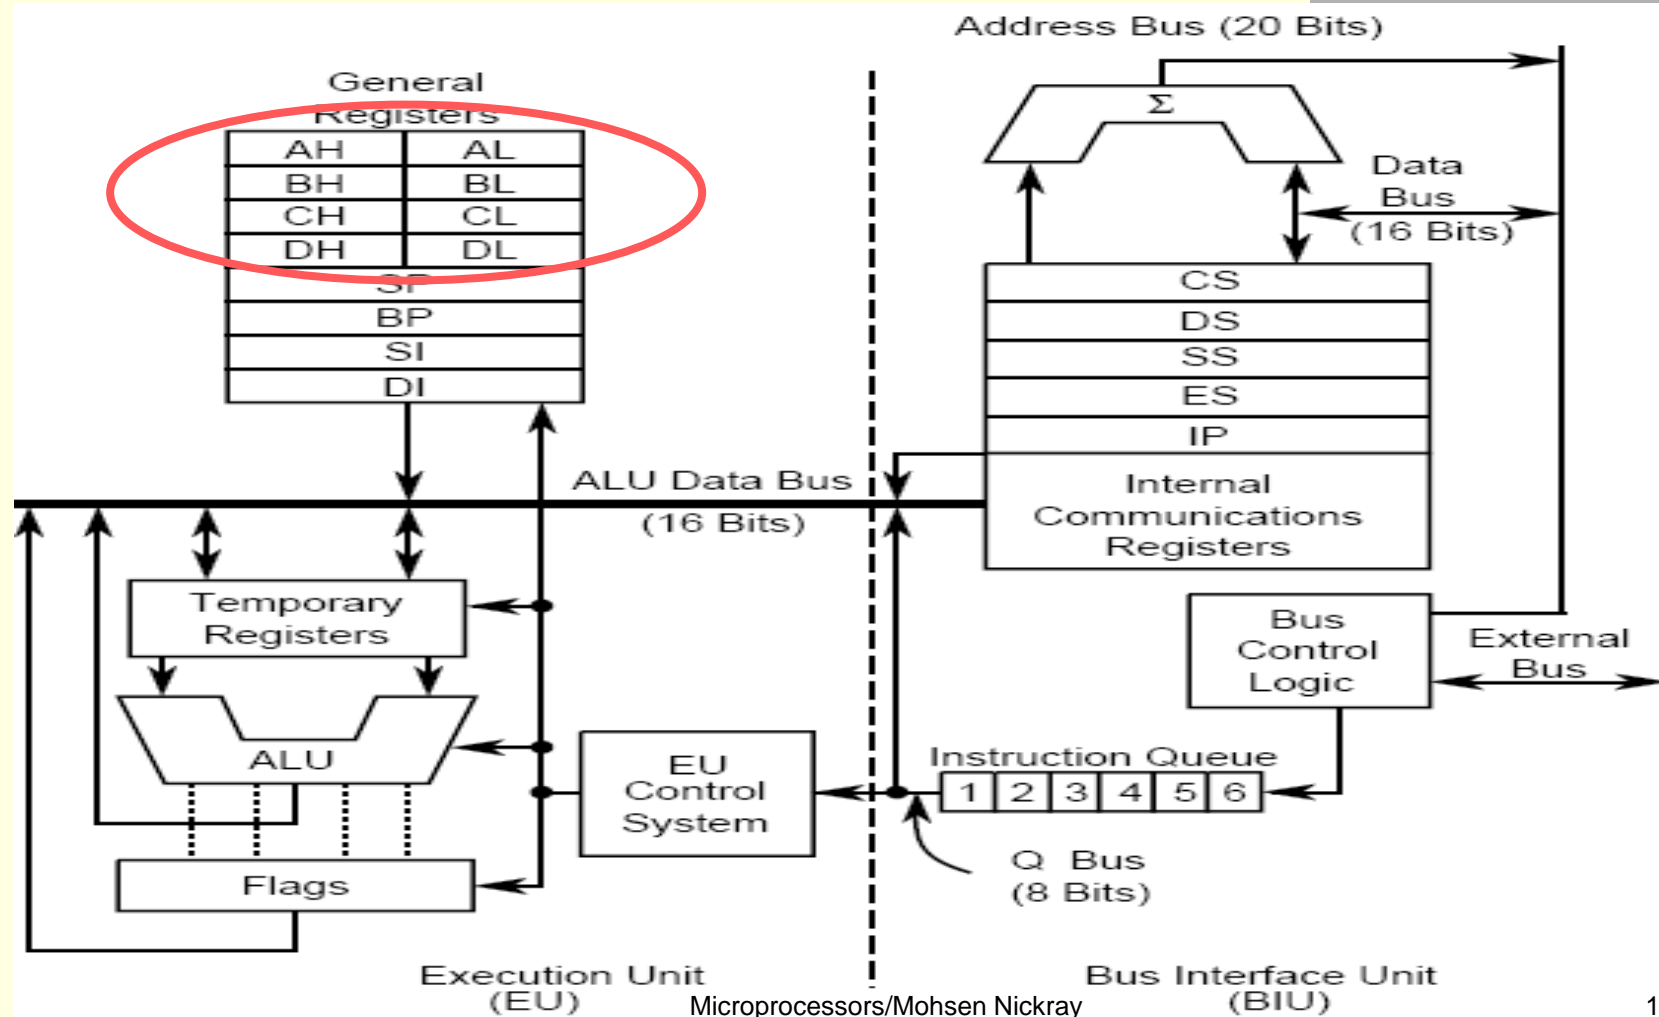 Address Bus (20 Bits)
General
Registers
AH AL
BH BL
CH CL
DH DL
SP
BP
SI
DI
Σ
Data
Bus
(16 Bits)
CS
DS
SS
ES
IP
Internal
Communications
Registers
ALU Data Bus
(16 Bits)
Temporary
Registers
ALU
Flags
EU
Control
System
Bus
Control
Logic
External
Bus
Instruction Queue
1 2 3 4 5 6
Q Bus
(8 Bits)
Execution Unit
(EU)
Bus Interface Unit
(BIU)
Microprocessors/Mohsen Nickray
1